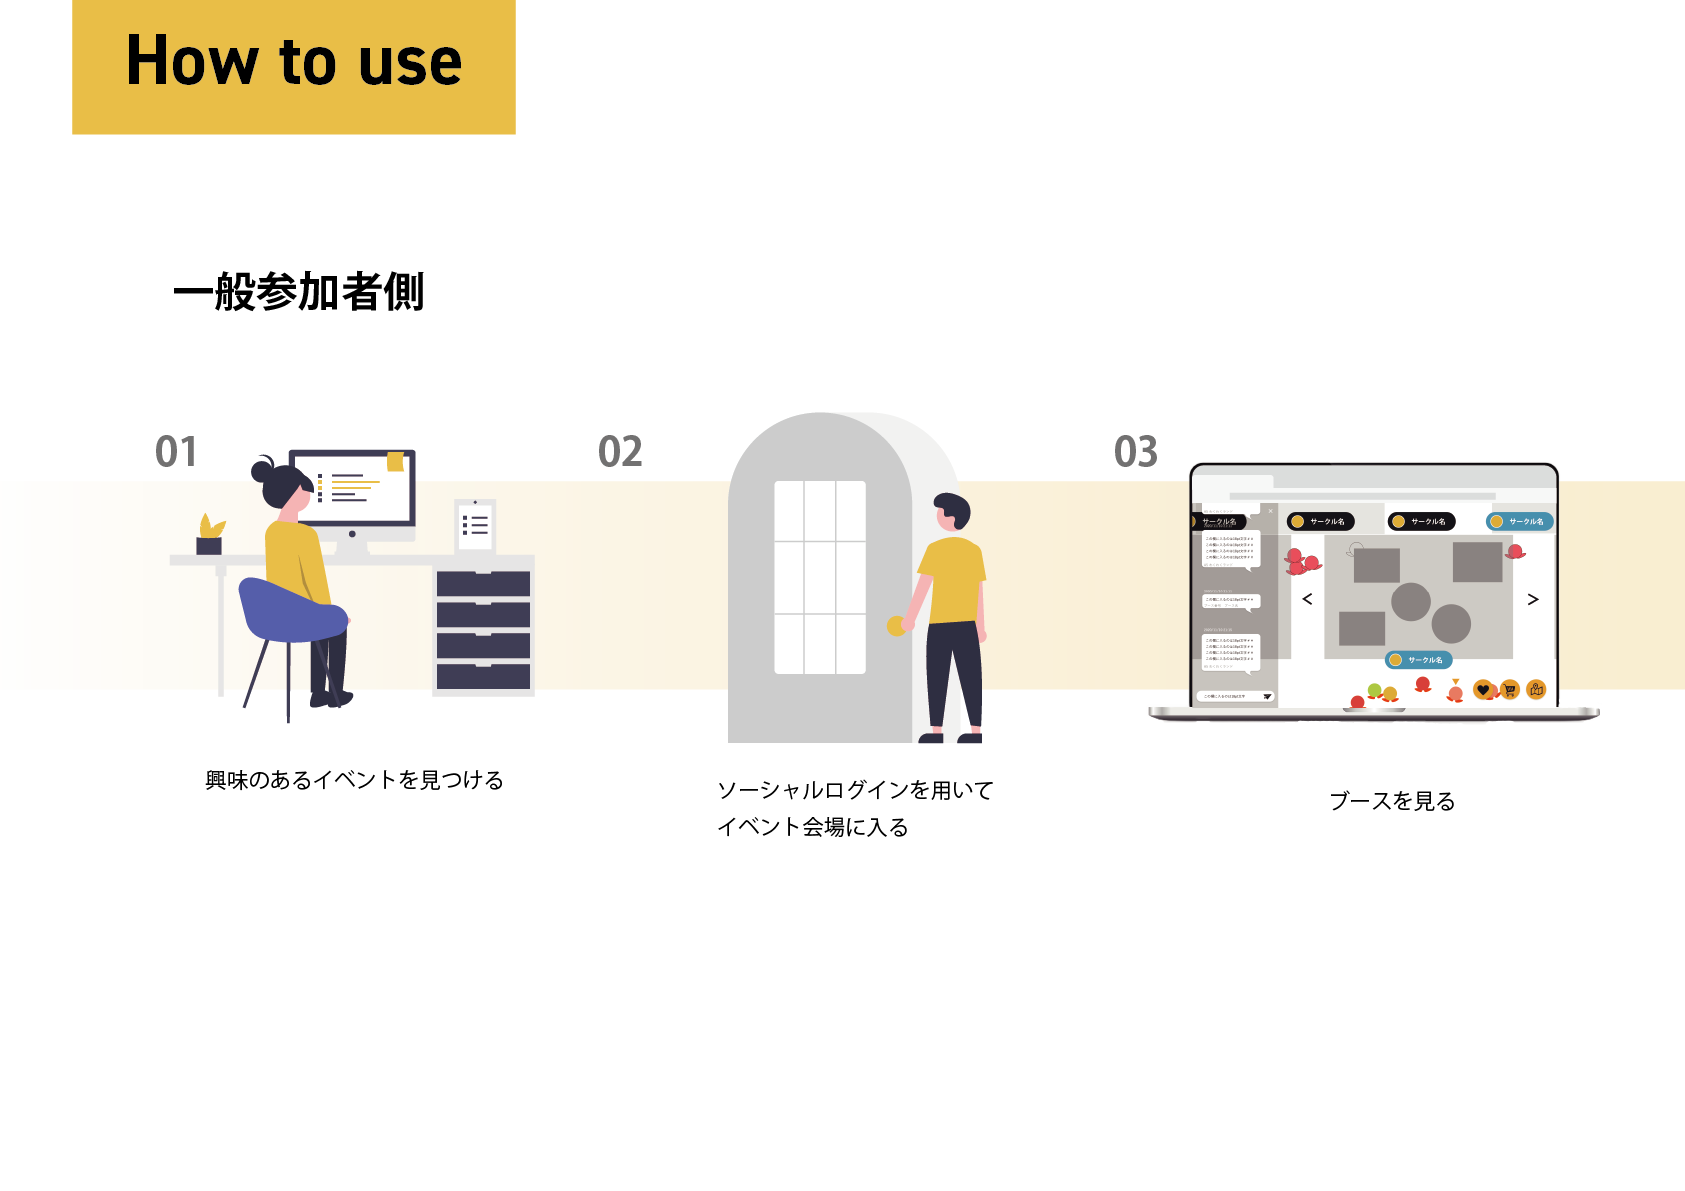 How to use
一般参加者側
01
02
03
興味のあるイベントを見つける
ソーシャルログインを用いて
イベント会場に入る
ブースを見る
サークル名
サークル名
サークル名
サークル名
<
>
サークル名